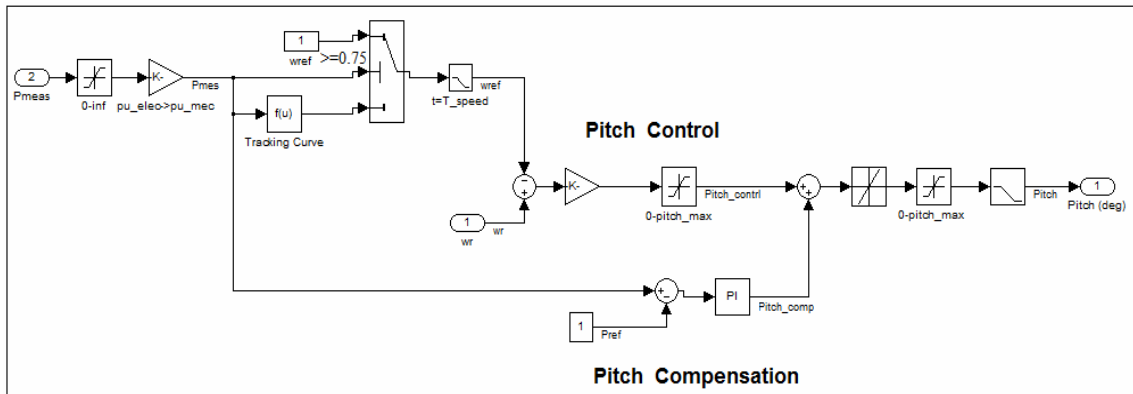 1
wref
>=0.75
2
Pmeas
0-inf
K-
pu_elec->pu_mec
Pmes
f(u)
Tracking Curve
t=T_speed
wref
Pitch Control
K-
0-pitch_max
Pitch_contrl
0-pitch_max
Pitch
1
Pitch (deg)
1
wr
wr
PI
Pitch_comp
1
Pref
Pitch Compensation